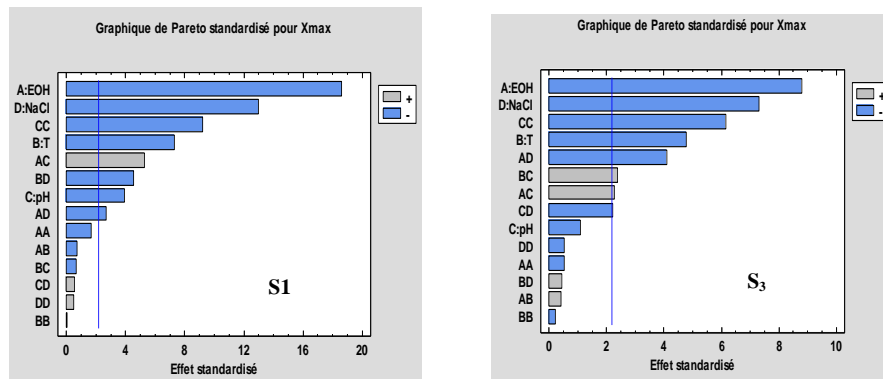 Graphique de Pareto standardisé pour Xmax
A:EOH
D:NaCl
CC
B:T
AC
BD
C:pH
AD
AA
AB
BC
CD
DD
BB
+
-
S1
0 4 8 12 16 20
Effet standardisé
Graphique de Pareto standardisé pour Xmax
A:EOH
D:NaCl
CC
B:T
AD
BC
AC
CD
C:pH
DD
AA
BD
AB
BB
+
-
S₃
0 2 4 6 8 10
Effet standardisé